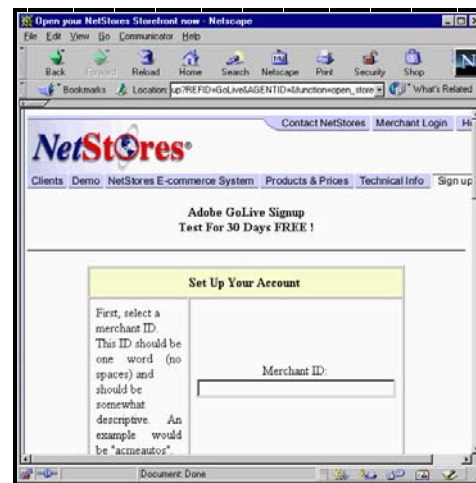 Open your NetStores Storefront now - Netscape
File Edit View Go Communicator Help
Back Forward Reload Home Search Netscape Print Security Shop
Bookmarks Location: up?REFID=GoLive&AGENTID=&function=open_store What's Related
Contact NetStores Merchant Login
NetStores®
Clients Demo NetStores E-commerce System Products & Prices Technical Info Sign up
Adobe GoLive Signup
Test For 30 Days FREE !
Set Up Your Account
First, select a
merchant ID.
This ID should be
one word (no
spaces) and
should be
somewhat
descriptive. An
example would
be "acmeautos".
Merchant ID:
Document: Done